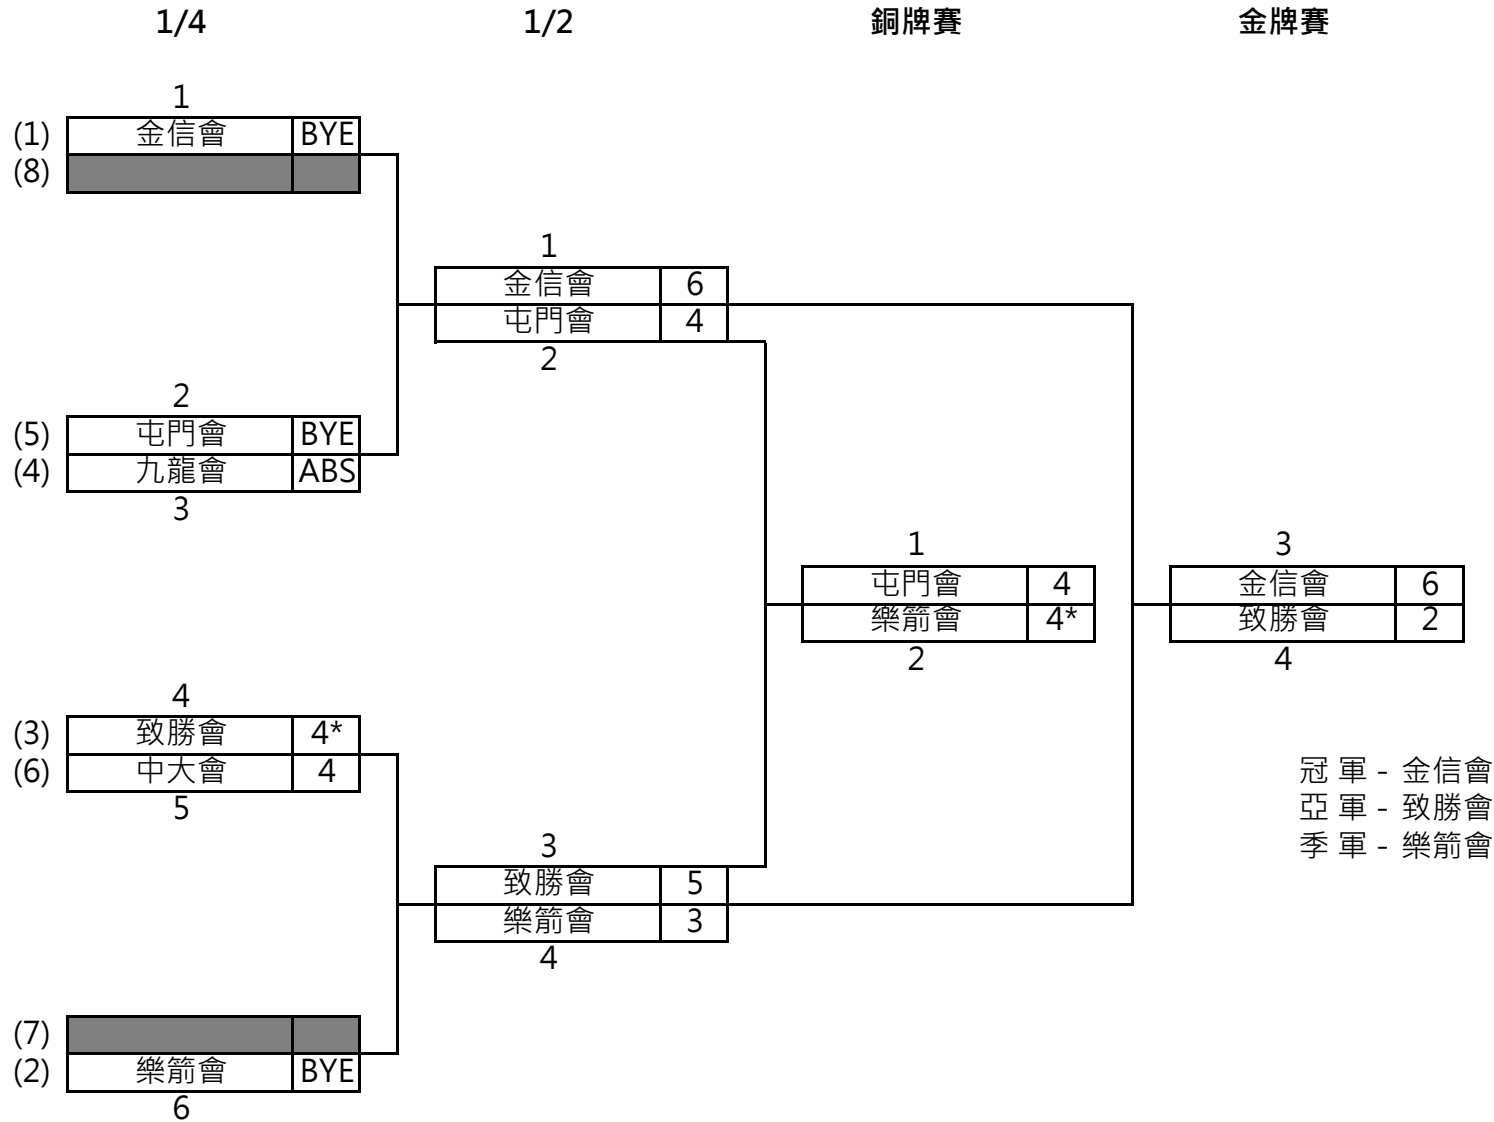 1/4 1/2 銅牌賽 金牌賽
1
(1) 金信會 BYE
(8)
1
金信會 6
屯門會 4
2
2
(5) 屯門會 BYE
(4) 九龍會 ABS
3
1 3
屯門會 4 金信會 6
樂箭會 4* 致勝會 2
2 4
4
(3) 致勝會 4*
(6) 中大會 4
5
冠 軍 - 金信會
亞 軍 - 致勝會
季 軍 - 樂箭會
3
致勝會 5
樂箭會 3
4
(7)
(2) 樂箭會 BYE
6